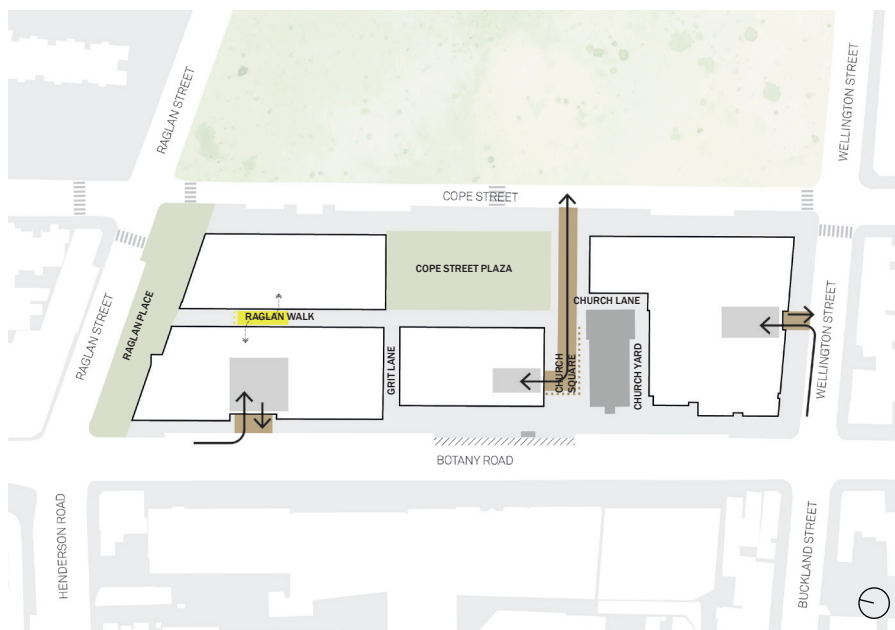 RAGLAN STREET
WELLINGTON STREET
COPE STREET
COPE STREET PLAZA
RAGLAN PLACE
RAGLAN STREET
RAGLAN WALK
GRIT LANE
CHURCH LANE
CHURCH
SQUARE
CHURCH YARD
WELLINGTON STREET
BOTANY ROAD
HENDERSON ROAD
BUCKLAND STREET